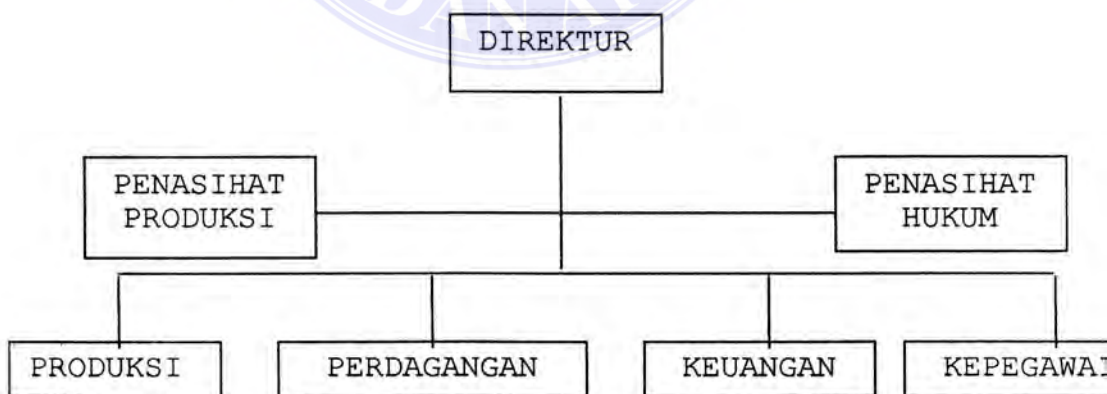 DIREKTUR
PENASIHAT
PRODUKSI
PENASIHAT
HUKUM
PRODUKSI
PERDAGANGAN
KEUANGAN
KEPEGAWAI